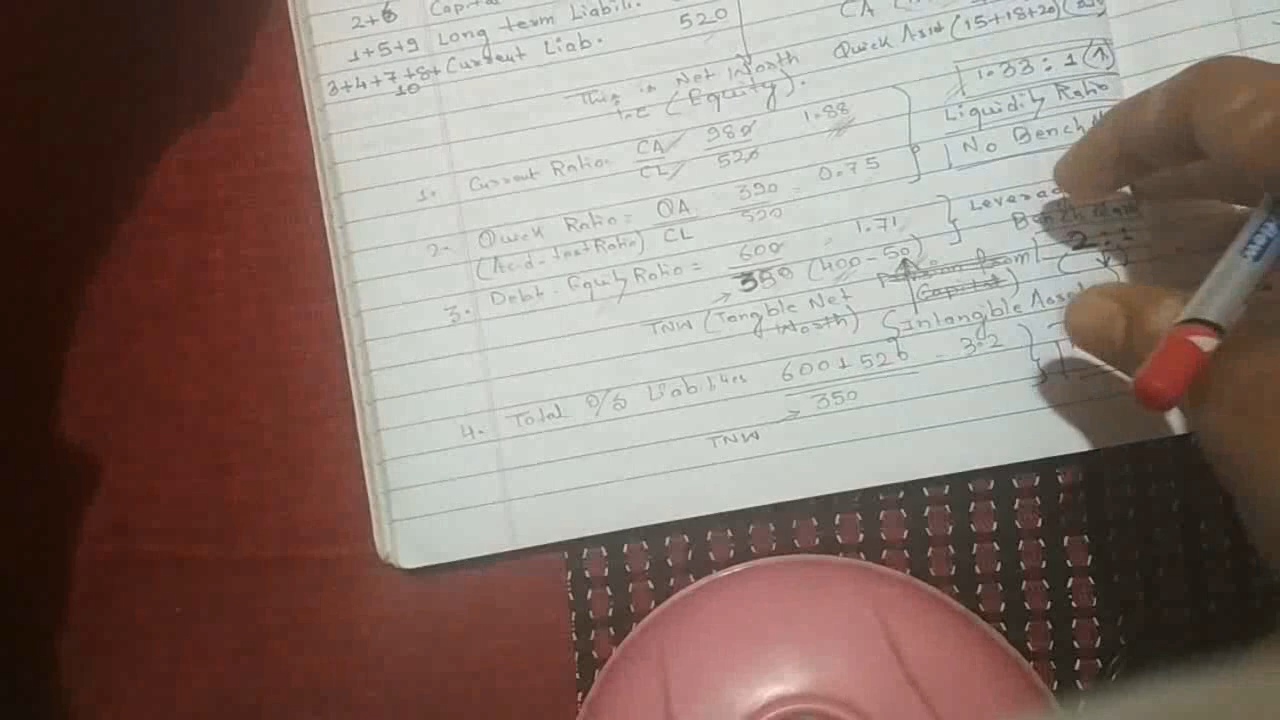 2+6 Capital
1+5+9 Long term Liabili.
3+4+7+8+ Current Liab. 520
10
CA
Quick Asst (15+18+20)
This is Net Worth
(Equity).
1.33:1 (↑)
Liquidity Ratio
No Bench
1. Current Ratio = CA/CL 980/520 1.88
2. Quick Ratio = QA/CL 390/520 = 0.75
(Acid-Test Ratio)
3. Debt-Equity Ratio = 600/350 (400-50) 1.71
Leverag
2:1
TNW (Tangible Net Worth)
(Intangible Asset
4. Total O/S Liabilities 600+520/350 = 3.2
TNW